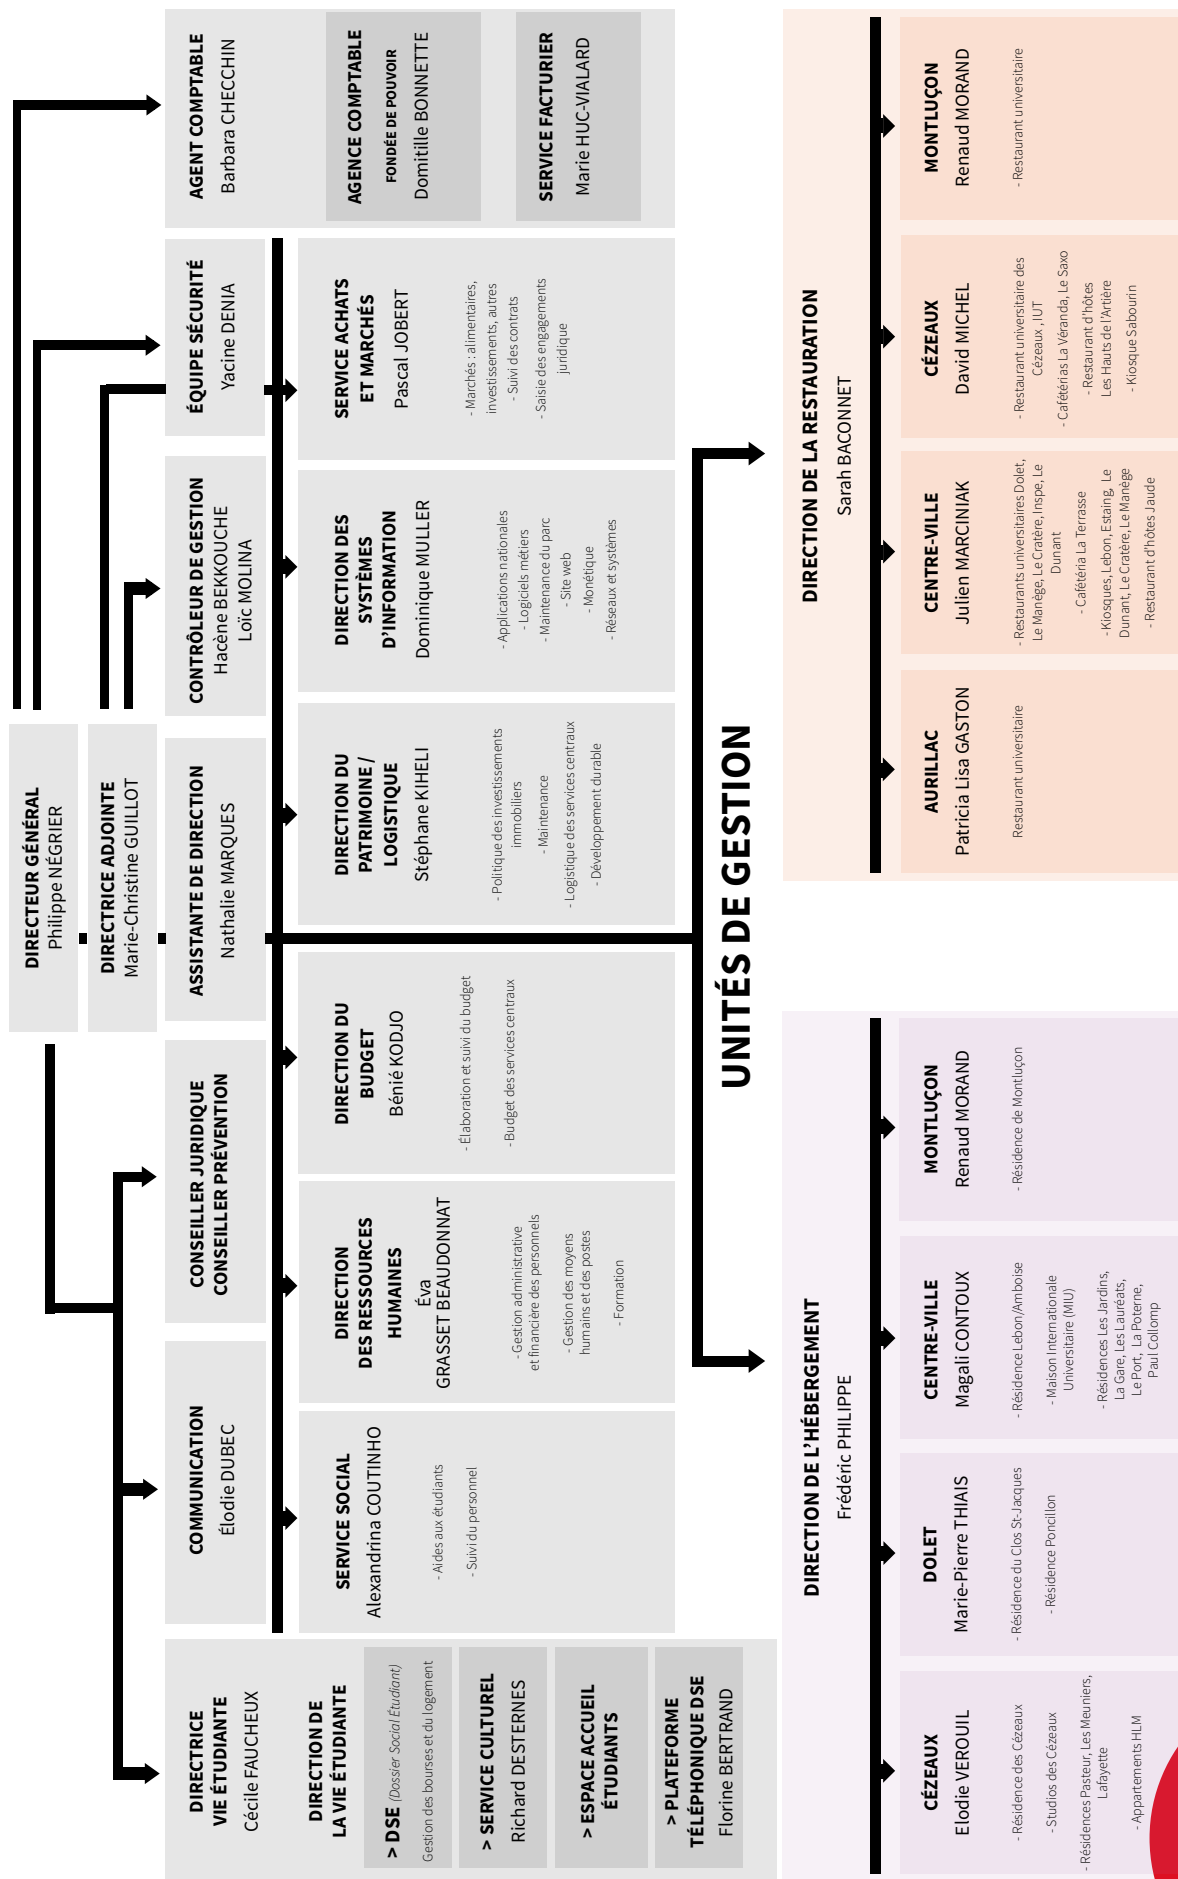 DIRECTEUR GÉNÉRAL
Philippe NÉGRIER
DIRECTRICE ADJOINTE
Marie-Christine GUILLOT
DIRECTRICE
VIE ÉTUDIANTE
Cécile FAUCHEUX
DIRECTION DE
LA VIE ÉTUDIANTE
> DSE (Dossier Social Étudiant)
Gestion des bourses et du logement
> SERVICE CULTUREL
Richard DESTERNES
> ESPACE ACCUEIL
ÉTUDIANTS
> PLATEFORME
TÉLÉPHONIQUE DSE
Florine BERTRAND
COMMUNICATION
Élodie DUBEC
CONSEILLER JURIDIQUE
CONSEILLER PRÉVENTION
ASSISTANTE DE DIRECTION
Nathalie MARQUES
CONTRÔLEUR DE GESTION
Hacène BEKKOUCHE
Loïc MOLINA
ÉQUIPE SÉCURITÉ
Yacine DENIA
AGENT COMPTABLE
Barbara CHECCHIN
AGENCE COMPTABLE
FONDÉE DE POUVOIR
Domitille BONNETTE
SERVICE FACTURIER
Marie HUC-VIALARD
SERVICE SOCIAL
Alexandrina COUTINHO
- Aides aux étudiants
- Suivi du personnel
DIRECTION
DES RESSOURCES
HUMAINES
Éva
GRASSET BEAUDONNAT
- Gestion administrative
et financière des personnels
- Gestion des moyens
humains et des postes
- Formation
DIRECTION DU
BUDGET
Bénié KODJO
- Élaboration et suivi du budget
- Budget des services centraux
DIRECTION DU
PATRIMOINE /
LOGISTIQUE
Stéphane KIHELI
- Politique des investissements
immobiliers
- Maintenance
- Logistique des services centraux
- Développement durable
DIRECTION DES
SYSTÈMES
D'INFORMATION
Dominique MULLER
- Applications nationales
- Logiciels métiers
- Maintenance du parc
- Site web
- Monétique
- Réseaux et systèmes
SERVICE ACHATS
ET MARCHÉS
Pascal JOBERT
- Marchés : alimentaires,
investissements, autres
- Suivi des contrats
- Saisie des engagements
juridique
UNITÉS DE GESTION
DIRECTION DE L'HÉBERGEMENT
Frédéric PHILIPPE
CÉZEAUX
Elodie VEROUIL
- Résidence des Cézeaux
- Studios des Cézeaux
- Résidences Pasteur, Les Meuniers,
Lafayette
- Appartements HLM
DOLET
Marie-Pierre THIAIS
- Résidence du Clos St-Jacques
- Résidence Poncillon
CENTRE-VILLE
Magali CONTOUX
- Résidence Lebon/Amboise
- Maison Internationale
Universitaire (MIU)
- Résidences Les Jardins,
La Gare, Les Lauréats,
Le Port, La Poterne,
Paul Collomp
MONTLUÇON
Renaud MORAND
- Résidence de Montluçon
DIRECTION DE LA RESTAURATION
Sarah BACONNET
AURILLAC
Patricia Lisa GASTON
Restaurant universitaire
CENTRE-VILLE
Julien MARCINIAK
- Restaurants universitaires Dolet,
Le Manège, Le Cratère, Inspe, Le
Dunant
- Cafétéria La Terrasse
- Kiosques, Lebon, Estaing, Le
Dunant, Le Cratère, Le Manège
- Restaurant d'hôtes Jaude
CÉZEAUX
David MICHEL
- Restaurant universitaire des
Cézeaux , IUT
- Cafétérias La Véranda, Le Saxo
- Restaurant d'hôtes
Les Hauts de l'Artière
- Kiosque Sabourin
MONTLUÇON
Renaud MORAND
- Restaurant universitaire